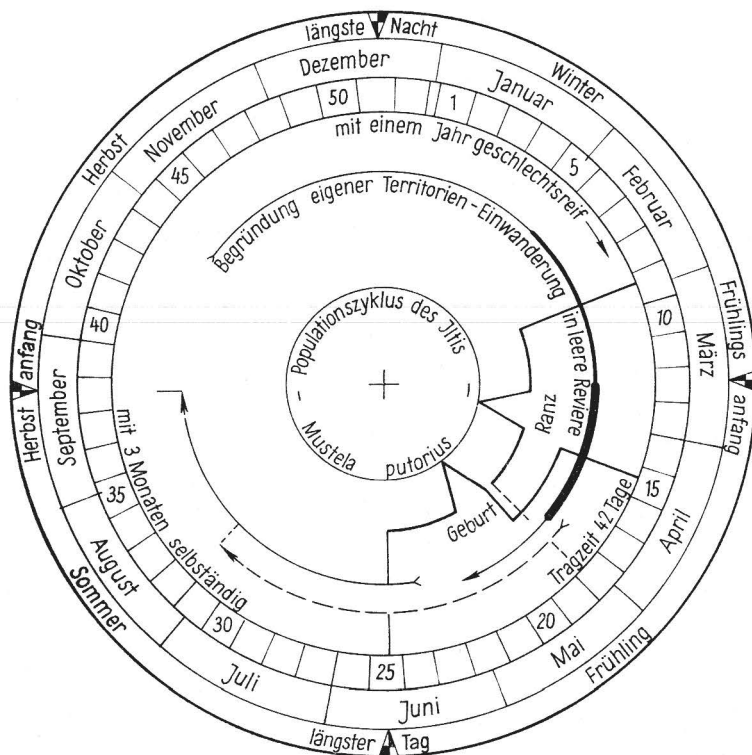 längste Nacht
Winter
Frühlings
anfang
Frühling
längster Tag
Sommer
Herbst
anfang
Herbst
Januar
Februar
März
April
Mai
Juni
Juli
August
September
Oktober
November
Dezember
1
5
10
15
20
25
30
35
40
45
50
mit einem Jahr geschlechtsreif
Begründung eigener Territorien - Einwanderung in leere Reviere
Ranz
Tragzeit 42 Tage
Geburt
mit 3 Monaten selbständig
Populationszyklus des Jltis
Mustela putorius